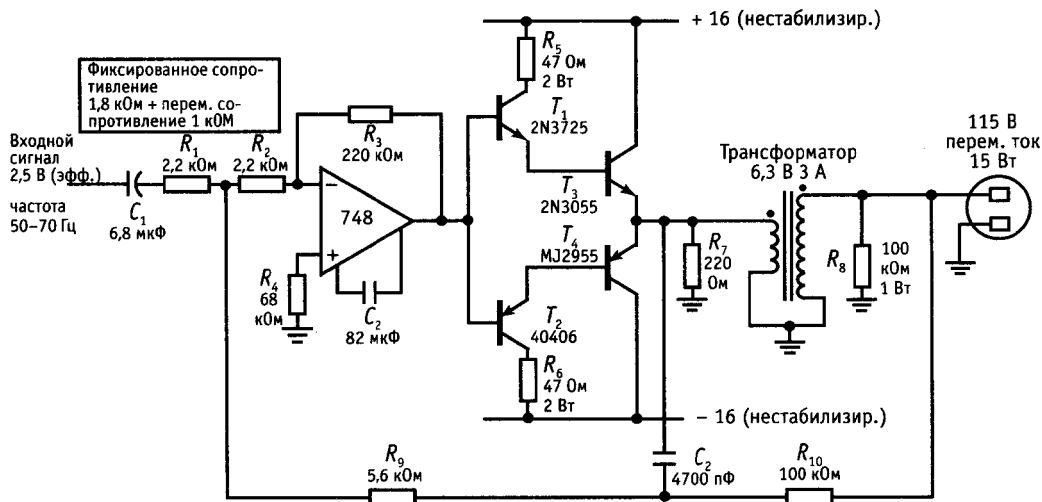 + 16 (нестабилизир.)
R5
47 Ом
2 Вт
Фиксированное сопро-
тивление
1,8 кОм + перем. со-
противление 1 кОМ
T1
2N3725
Входной
сигнал
2,5 В (эфф.)
частота
50–70 Гц
R1
2,2 кОм
R2
2,2 кОм
R3
220 кОм
C1
6,8 мкФ
–
748
+
R4
68
кОм
C2
82 мкФ
T3
2N3055
T4
MJ2955
T2
40406
R6
47 Ом
2 Вт
R7
220
Ом
Трансформатор
6,3 В 3 А
115 В
перем. ток
15 Вт
R8
100
кОм
1 Вт
– 16 (нестабилизир.)
R9
5,6 кОм
C2
4700 пФ
R10
100 кОм